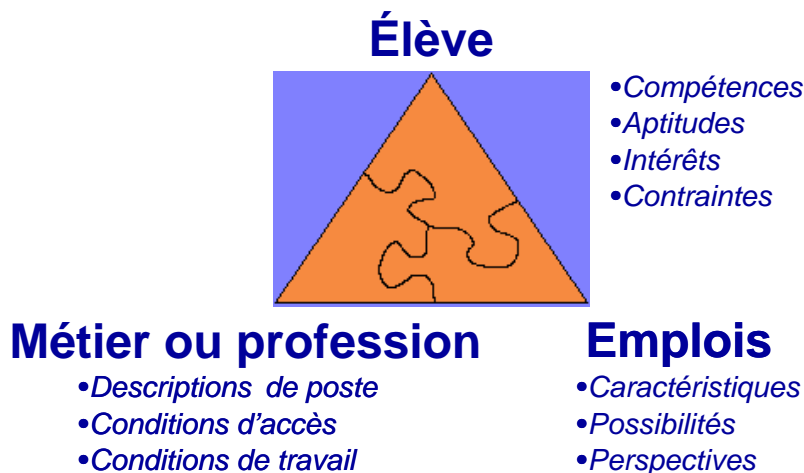 Élève
•Compétences
•Aptitudes
•Intérêts
•Contraintes
Métier ou profession
•Descriptions de poste
•Conditions d'accès
•Conditions de travail
Emplois
•Caractéristiques
•Possibilités
•Perspectives